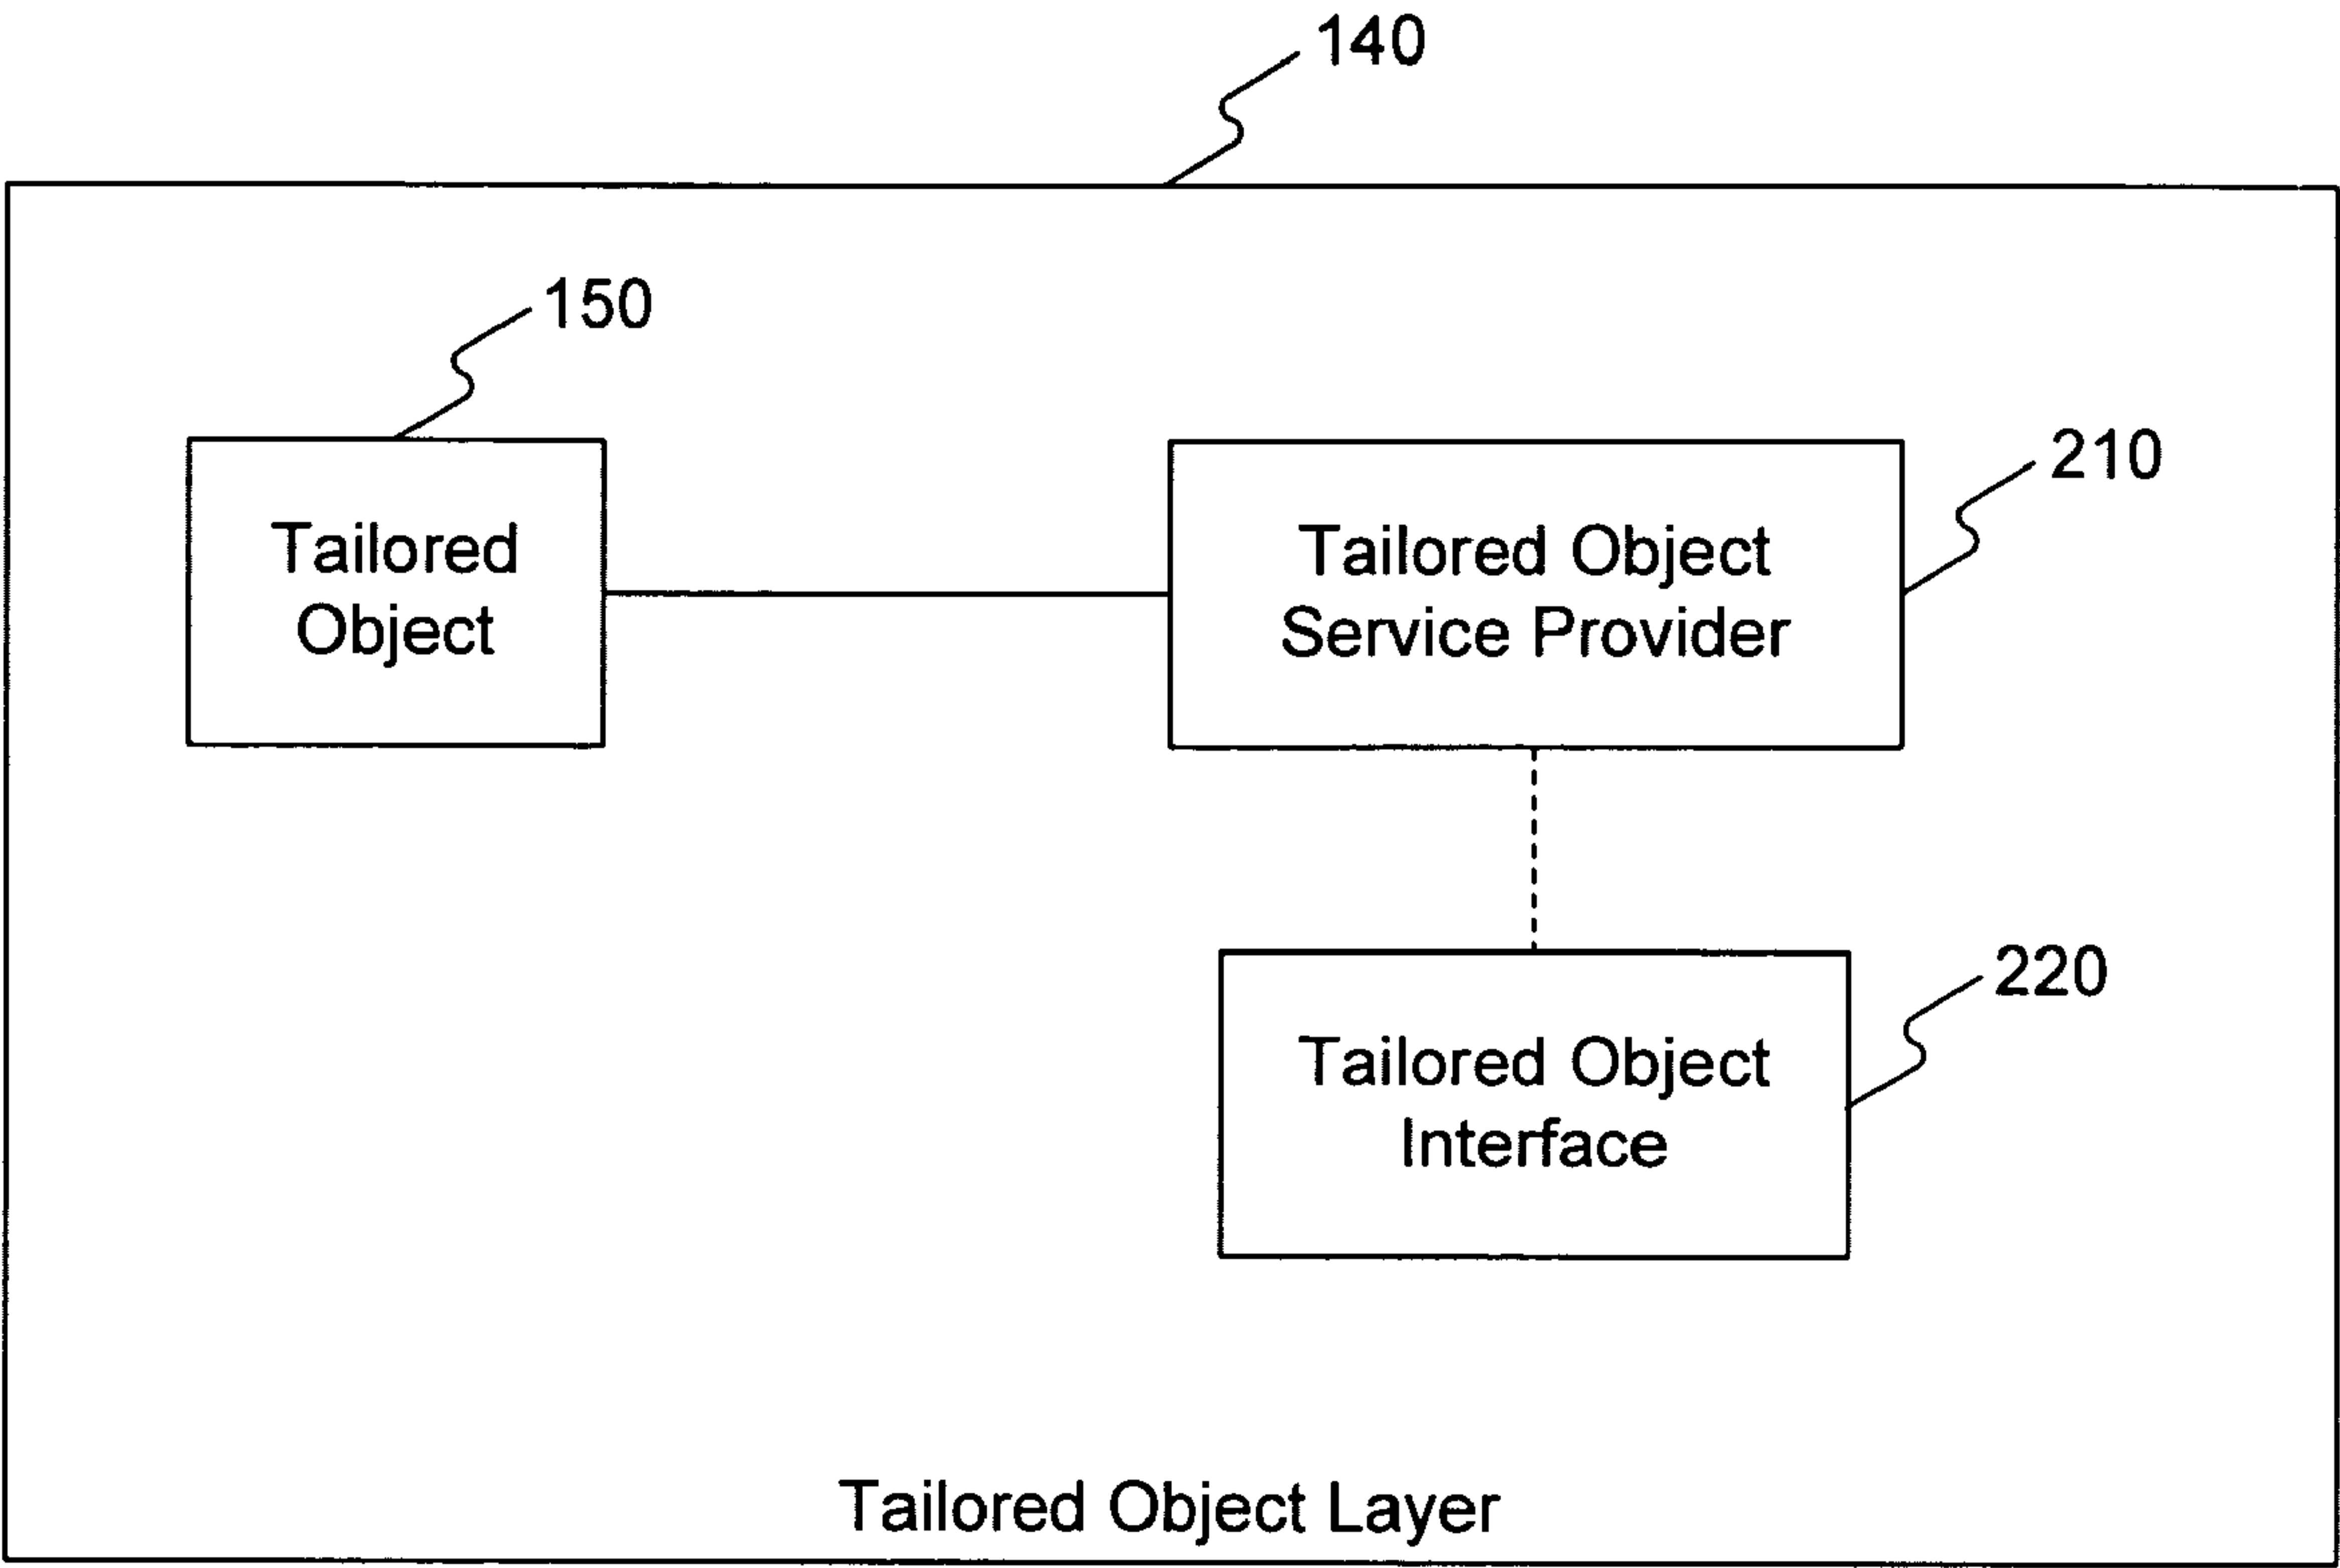 140
150
Tailored
Object
210
Tailored Object
Service Provider
220
Tailored Object
Interface
Tailored Object Layer